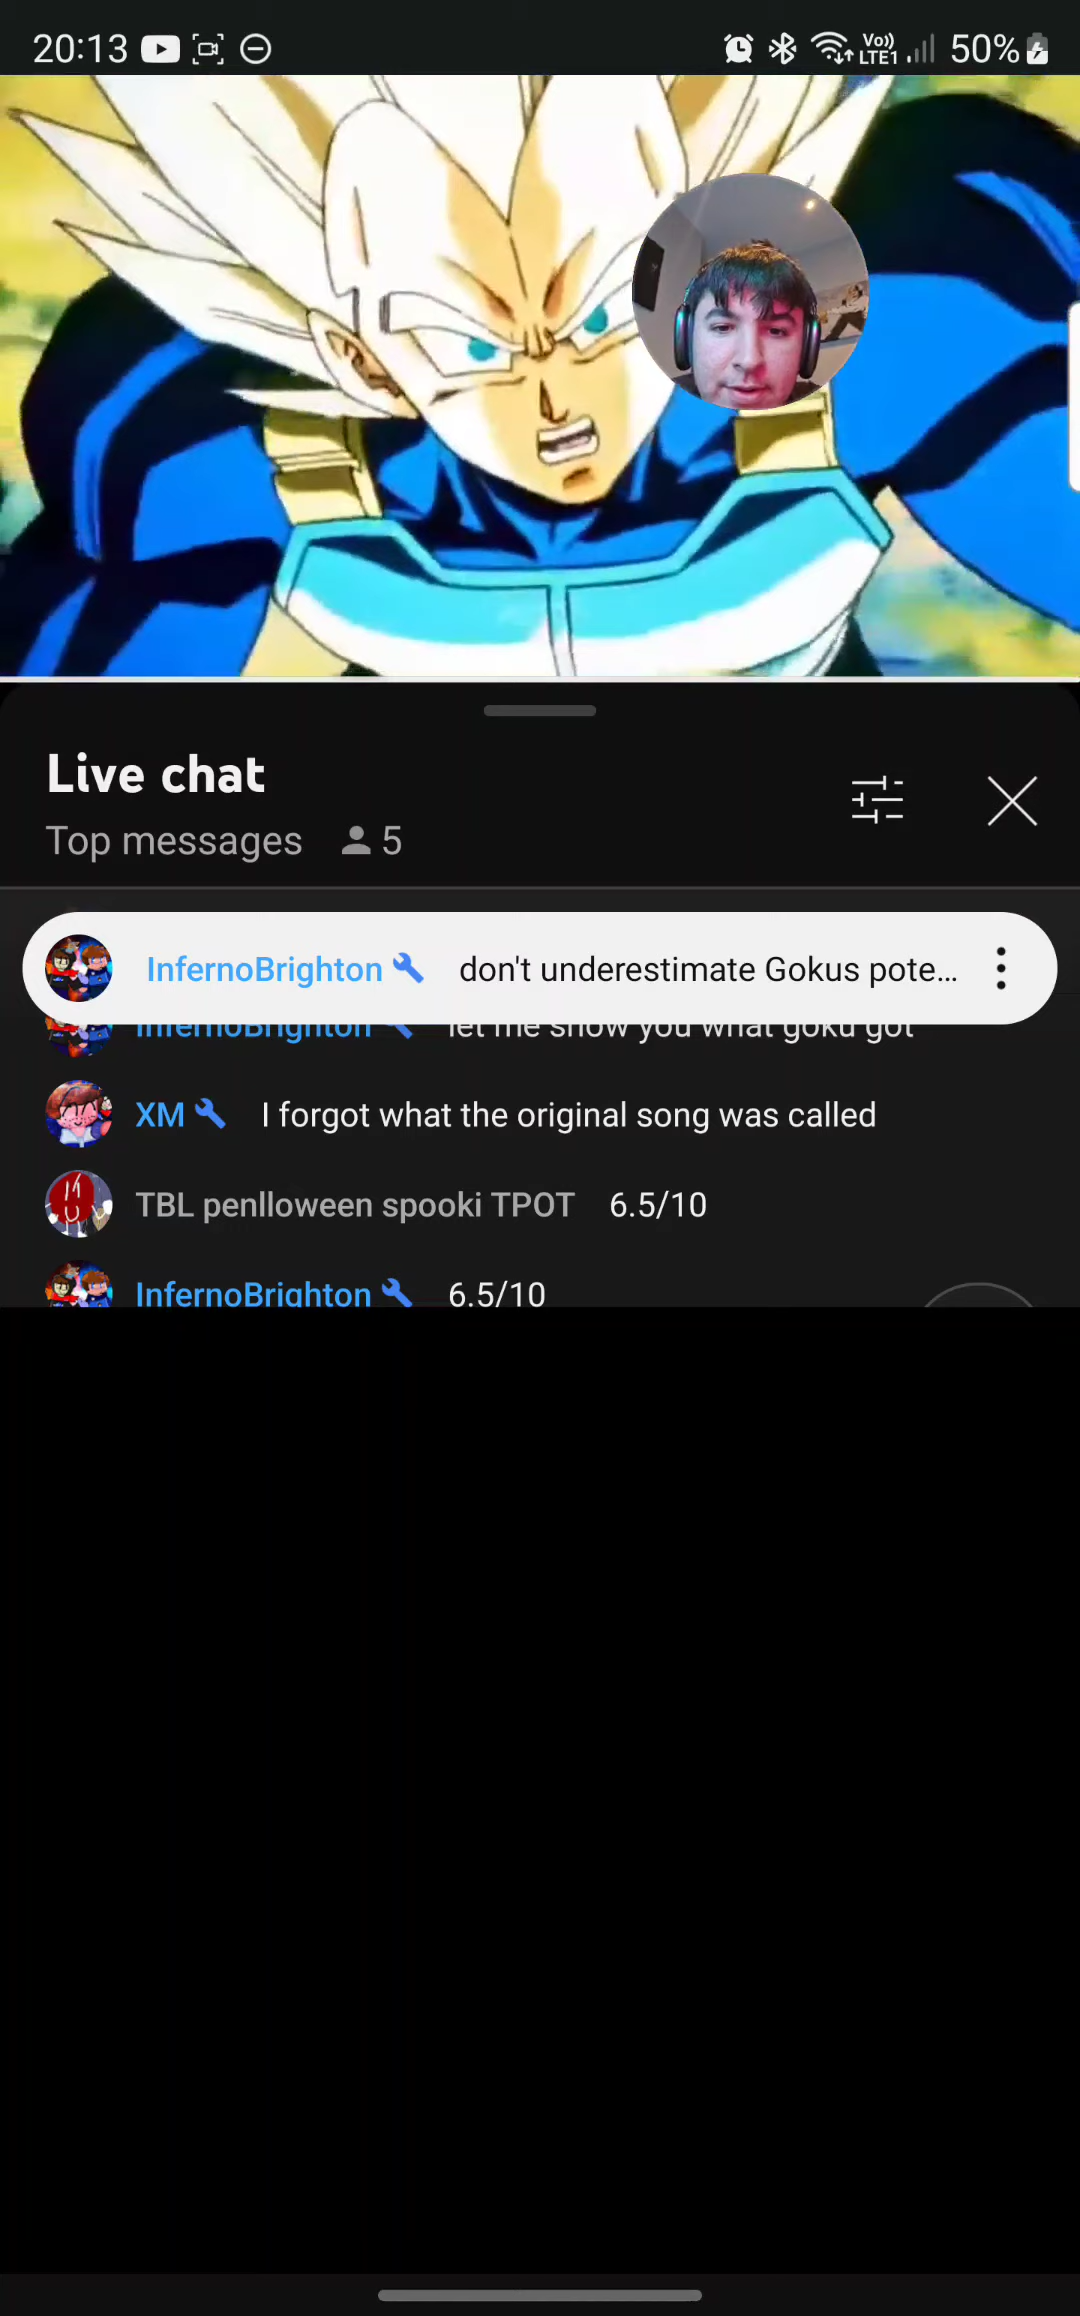 20:13 Vo)) LTE1 50%
Live chat
Top messages 5
InfernoBrighton don't underestimate Gokus pote...
InfernoBrighton let me show you what goku got
XM I forgot what the original song was called
TBL penlloween spooki TPOT 6.5/10
InfernoBrighton 6.5/10